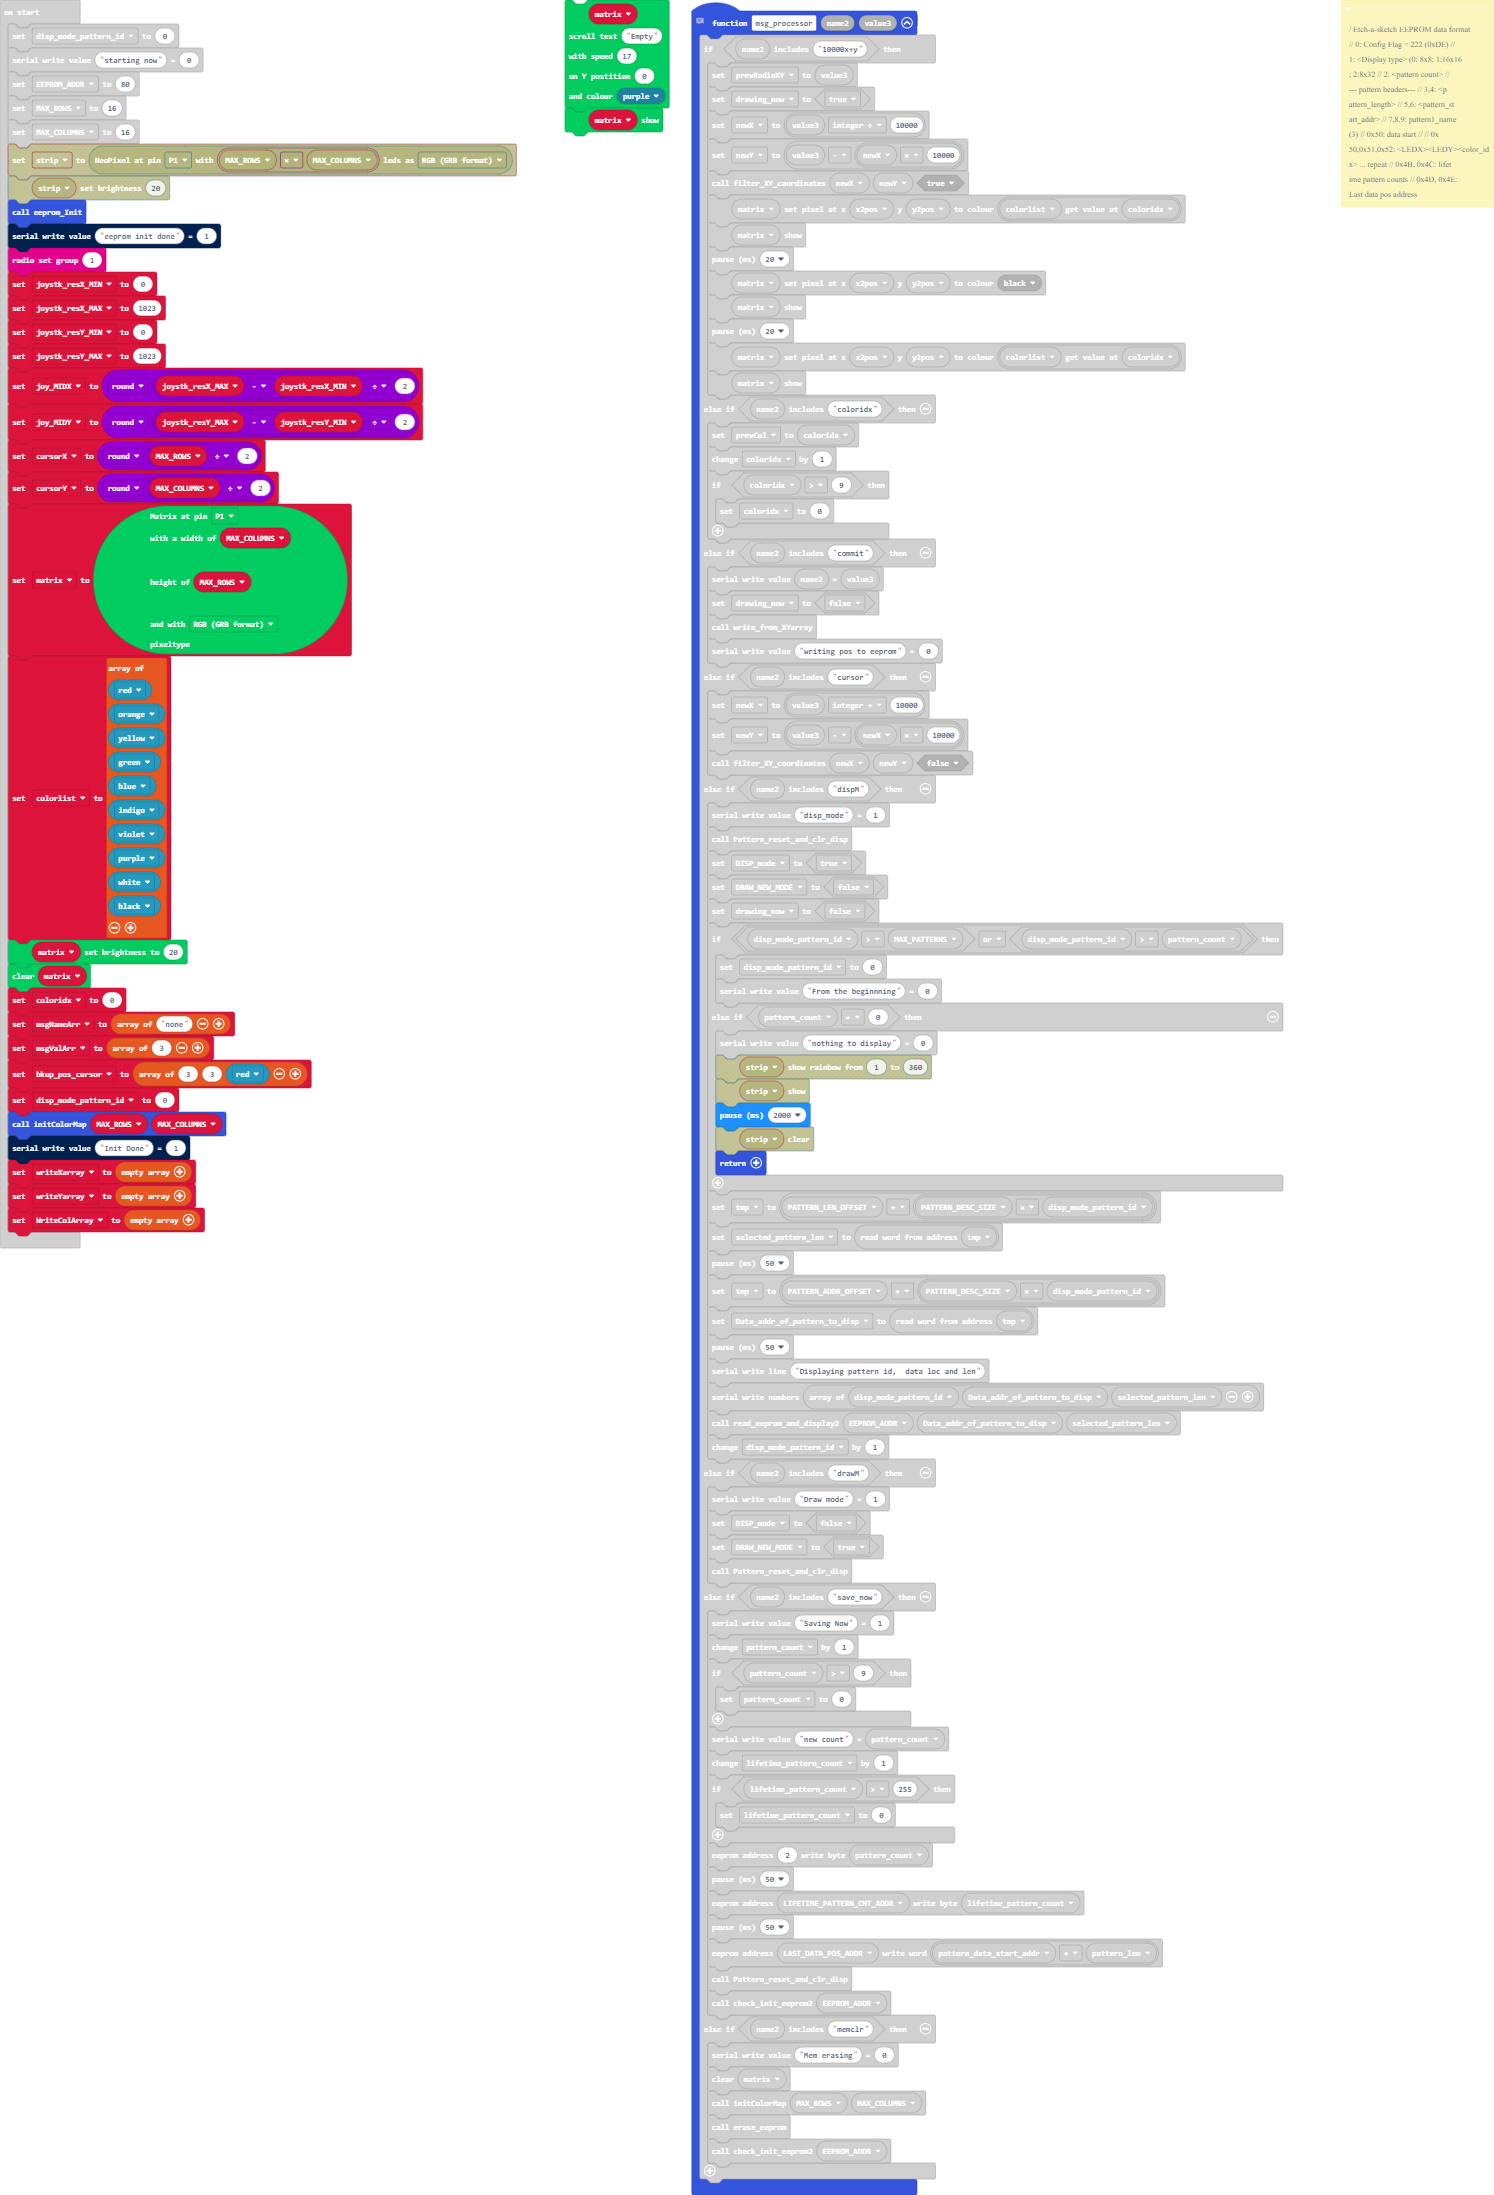 on start
set disp_mode_pattern_id to 0
serial write value "starting now" = 0
set EEPROM_ADDR to 80
set MAX_ROWS to 16
set MAX_COLUMNS to 16
set strip to NeoPixel at pin P1 with MAX_ROWS × MAX_COLUMNS leds as RGB (GRB format)
strip set brightness 20
call eeprom_Init
serial write value "eeprom init done" = 1
radio set group 1
set joystk_resX_MIN to 0
set joystk_resX_MAX to 1023
set joystk_resY_MIN to 0
set joystk_resY_MAX to 1023
set joy_MIDX to round joystk_resX_MAX - joystk_resX_MIN ÷ 2
set joy_MIDY to round joystk_resY_MAX - joystk_resY_MIN ÷ 2
set cursorX to round MAX_ROWS ÷ 2
set cursorY to round MAX_COLUMNS ÷ 2
set matrix to
Matrix at pin P1
with a width of MAX_COLUMNS
height of MAX_ROWS
and with RGB (GRB format)
pixeltype
set colorlist to
array of
red
orange
yellow
green
blue
indigo
violet
purple
white
black
matrix set brightness to 20
clear matrix
set coloridx to 0
set msgNameArr to array of "none"
set msgValArr to array of 3
set bkup_pos_cursor to array of 3 3 red
set disp_mode_pattern_id to 0
call initColorMap MAX_ROWS MAX_COLUMNS
serial write value "Init Done" = 1
set writeXarray to empty array
set writeYarray to empty array
set WriteColArray to empty array
matrix
scroll text "Empty"
with speed 17
on Y postition 0
and colour purple
matrix show
function msg_processor name2 value3
if name2 includes "10000x+y" then
set prevRadioXY to value3
set drawing_now to true
set newX to value3 integer ÷ 10000
set newY to value3 - newX × 10000
call filter_XY_coordinates newX newY true
matrix set pixel at x x2pos y y2pos to colour colorlist get value at coloridx
matrix show
pause (ms) 20
matrix set pixel at x x2pos y y2pos to colour black
matrix show
pause (ms) 20
matrix set pixel at x x2pos y y2pos to colour colorlist get value at coloridx
matrix show
else if name2 includes "coloridx" then
set prevCol to coloridx
change coloridx by 1
if coloridx > 9 then
set coloridx to 0
else if name2 includes "commit" then
serial write value name2 = value3
set drawing_now to false
call write_from_XYarray
serial write value "writing pos to eeprom" = 0
else if name2 includes "cursor" then
set newX to value3 integer ÷ 10000
set newY to value3 - newX × 10000
call filter_XY_coordinates newX newY false
else if name2 includes "dispM" then
serial write value "disp_mode" = 1
call Pattern_reset_and_clr_disp
set DISP_mode to true
set DRAW_NEW_MODE to false
set drawing_now to false
if disp_mode_pattern_id > MAX_PATTERNS or disp_mode_pattern_id > pattern_count then
set disp_mode_pattern_id to 0
serial write value "From the beginnning" = 0
else if pattern_count = 0 then
serial write value "nothing to display" = 0
strip show rainbow from 1 to 360
strip show
pause (ms) 2000
strip clear
return
set tmp to PATTERN_LEN_OFFSET + PATTERN_DESC_SIZE × disp_mode_pattern_id
set selected_pattern_len to read word from address tmp
pause (ms) 50
set tmp to PATTERN_ADDR_OFFSET + PATTERN_DESC_SIZE × disp_mode_pattern_id
set Data_addr_of_pattern_to_disp to read word from address tmp
pause (ms) 50
serial write line "Displaying pattern id,  data loc and len"
serial write numbers array of disp_mode_pattern_id Data_addr_of_pattern_to_disp selected_pattern_len
call read_eeprom_and_display2 EEPROM_ADDR Data_addr_of_pattern_to_disp selected_pattern_len
change disp_mode_pattern_id by 1
else if name2 includes "drawM" then
serial write value "Draw mode" = 1
set DISP_mode to false
set DRAW_NEW_MODE to true
call Pattern_reset_and_clr_disp
else if name2 includes "save_now" then
serial write value "Saving Now" = 1
change pattern_count by 1
if pattern_count > 9 then
set pattern_count to 0
serial write value "new count" = pattern_count
change lifetime_pattern_count by 1
if lifetime_pattern_count > 255 then
set lifetime_pattern_count to 0
eeprom address 2 write byte pattern_count
pause (ms) 50
eeprom address LIFETIME_PATTERN_CNT_ADDR write byte lifetime_pattern_count
pause (ms) 50
eeprom address LAST_DATA_POS_ADDR write word pattern_data_start_addr + pattern_len
call Pattern_reset_and_clr_disp
call check_init_eeprom2 EEPROM_ADDR
else if name2 includes "memclr" then
serial write value "Mem erasing" = 0
clear matrix
call initColorMap MAX_ROWS MAX_COLUMNS
call erase_eeprom
call check_init_eeprom2 EEPROM_ADDR
/ Etch-a-sketch EEPROM data format
// 0: Config Flag = 222 (0xDE) //
1: <Display type> (0: 8x8; 1:16x16
; 2:8x32 // 2: <pattern count> //
--- pattern headers--- // 3,4: <p
attern_length> // 5,6: <pattern_st
art_addr> // 7,8,9: pattern1_name
(3) // 0x50: data start // // 0x
50,0x51,0x52: <LEDX><LEDY><color_id
x> ... repeat // 0x4B, 0x4C: lifet
ime pattern counts // 0x4D, 0x4E:
Last data pos address